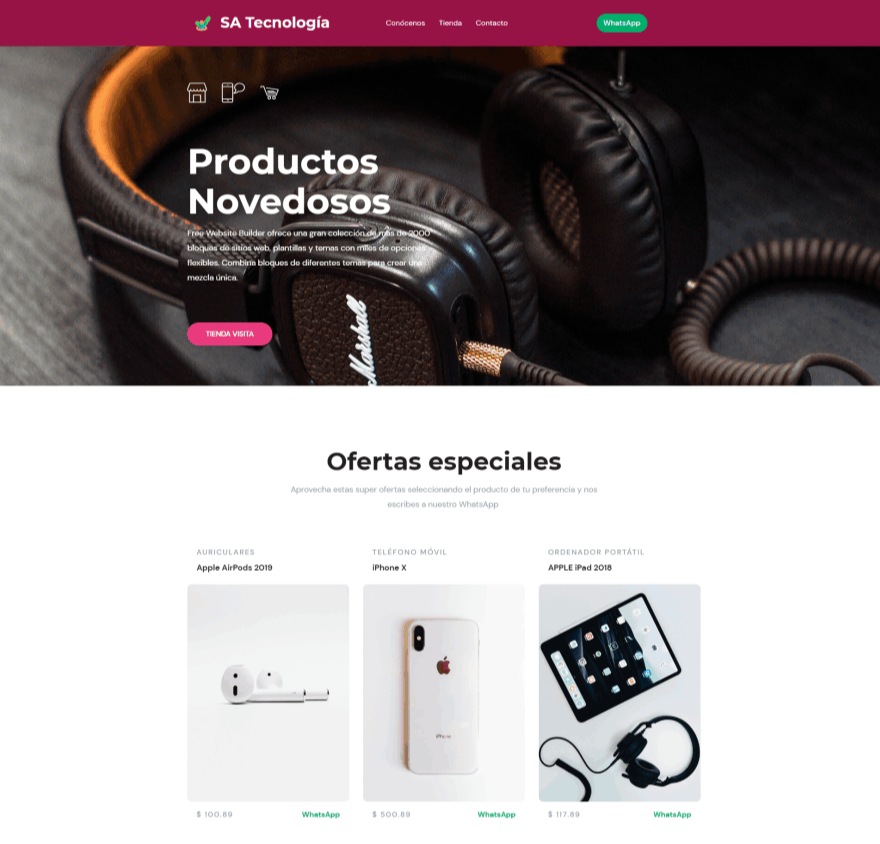 SA Tecnología
Conócenos Tienda Contacto
WhatsApp
Productos
Novedosos
Free Website Builder ofrece una gran colección de más de 2000
bloques de sitios web, plantillas y temas con miles de opciones
flexibles. Combina bloques de diferentes temas para crear una
mezcla única.
Marshall
TIENDA VISITA
Ofertas especiales
Aprovecha estas super ofertas seleccionando el producto de tu preferencia y nos
escribes a nuestro WhatsApp
AURICULARES
Apple AirPods 2019
TELÉFONO MÓVIL
iPhone X
ORDENADOR PORTÁTIL
APPLE iPad 2018
iPhone
$ 100.89 WhatsApp
$ 500.89 WhatsApp
$ 117.89 WhatsApp